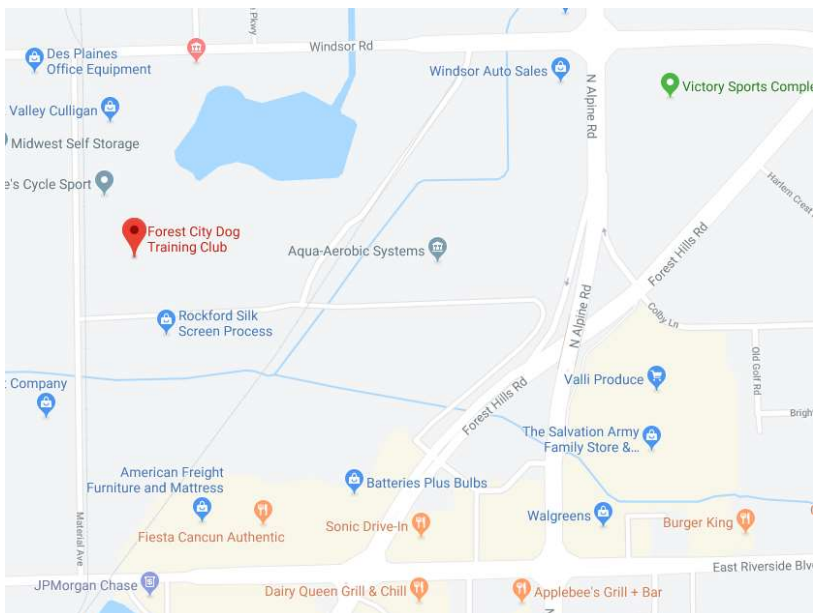 n Pkwy
Windsor Rd
Des Plaines
Office Equipment
Windsor Auto Sales
N Alpine Rd
Victory Sports Comple
Valley Culligan
Midwest Self Storage
e's Cycle Sport
Harlem Crest
Forest City Dog
Training Club
Aqua-Aerobic Systems
Forest Hills Rd
Rockford Silk
Screen Process
N Alpine Rd
Colby Ln
Old Golf Rd
Company
Valli Produce
Forest Hills Rd
Bright
The Salvation Army
Family Store &...
American Freight
Furniture and Mattress
Batteries Plus Bulbs
Fiesta Cancun Authentic
Sonic Drive-In
Walgreens
Burger King
Material Ave
East Riverside Blv
JPMorgan Chase
Dairy Queen Grill & Chill
Applebee's Grill + Bar
N